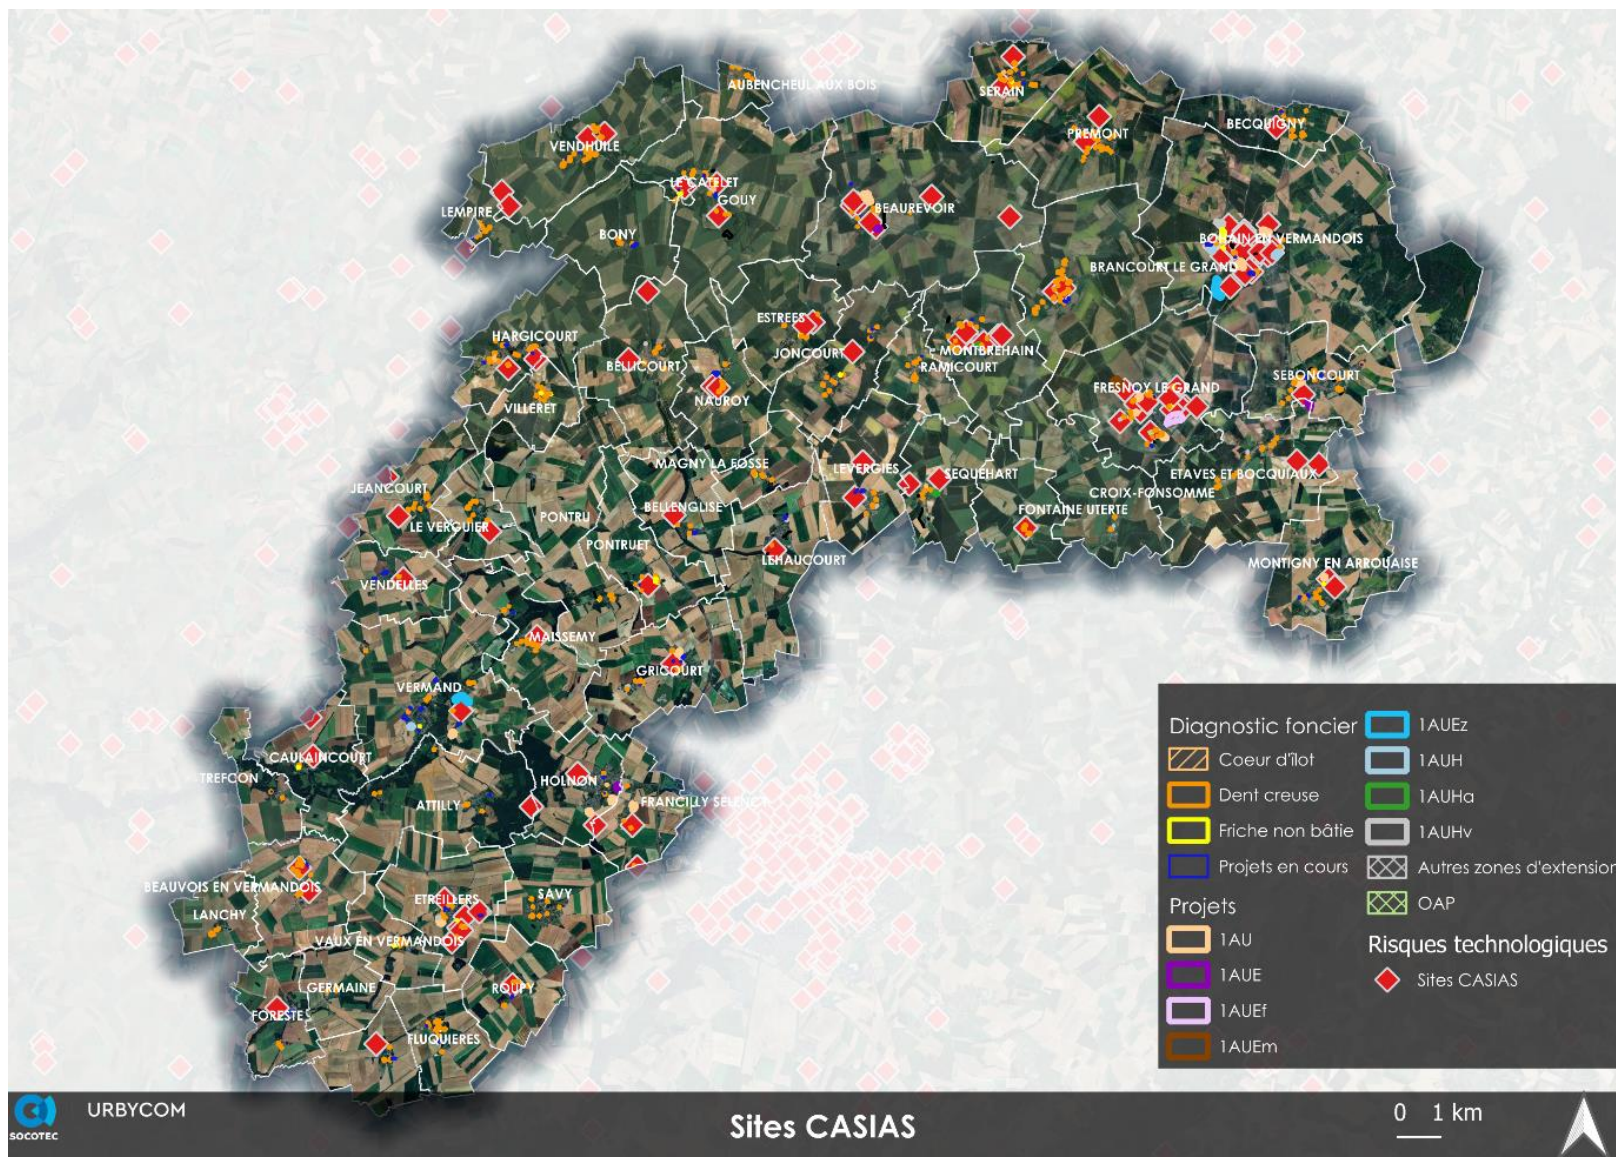 AUBENCHEUL AUX BOIS
SERAIN
PREMONT
BECQUIGNY
VENDHUILE
LE CATELET
GOUY
LEMPIRE
BEAUREVOIR
BONY
BOHAIN EN VERMANDOIS
BRANCOURT LE GRAND
ESTREES
HARGICOURT
JONCOURT
MONTBREHAIN
BELLICOURT
RAMICOURT
SEBONCOURT
FRESNOY LE GRAND
NAUROY
VILLERET
MAGNY LA FOSSE
LEVERGIES
SEQUEHART
ETAVES ET BOCQUIAUX
JEANCOURT
CROIX-FONSOMME
BELLENGLISE
FONTAINE UTERTE
PONTRU
LE VERGUIER
PONTRUET
LEHAUCOURT
MONTIGNY EN ARROUAISE
VENDELLES
MAISSEMY
GRICOURT
VERMAND
CAULAINCOURT
TREFCON
HOLNON
FRANCILLY SELENCY
ATTILLY
BEAUVOIS EN VERMANDOIS
ETREILLERS
SAVY
LANCHY
VAUX EN VERMANDOIS
GERMAINE
ROUPY
FORESTE
FLUQUIERES
Diagnostic foncier
Coeur d'îlot
Dent creuse
Friche non bâtie
Projets en cours
Projets
1AU
1AUE
1AUEf
1AUEm
1AUEz
1AUH
1AUHa
1AUHv
Autres zones d'extension
OAP
Risques technologiques
Sites CASIAS
SOCOTEC
URBYCOM
Sites CASIAS
0 1 km